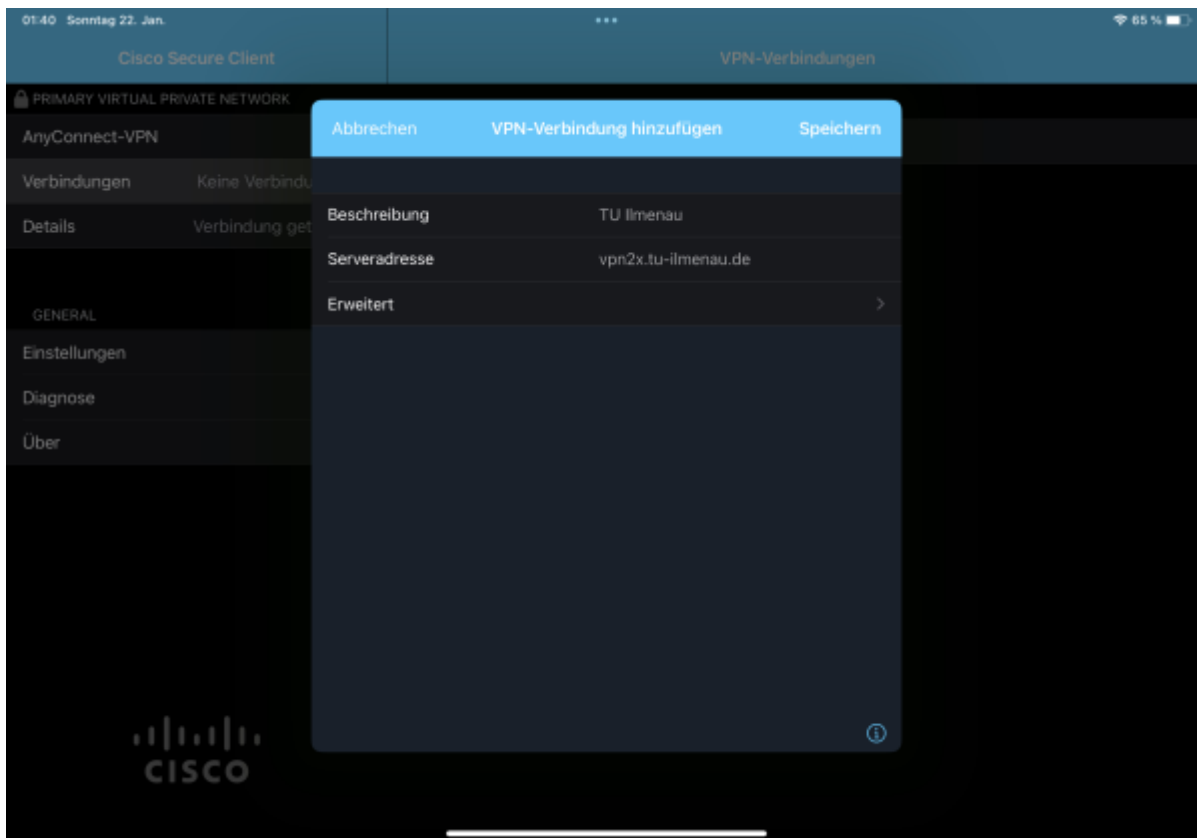 01:40 Sonntag 22. Jan.
65 %
Cisco Secure Client
VPN-Verbindungen
PRIMARY VIRTUAL PRIVATE NETWORK
AnyConnect-VPN
Verbindungen Keine Verbindu
Details Verbindung get
GENERAL
Einstellungen
Diagnose
Über
CISCO
Abbrechen VPN-Verbindung hinzufügen Speichern
Beschreibung TU Ilmenau
Serveradresse vpn2x.tu-ilmenau.de
Erweitert